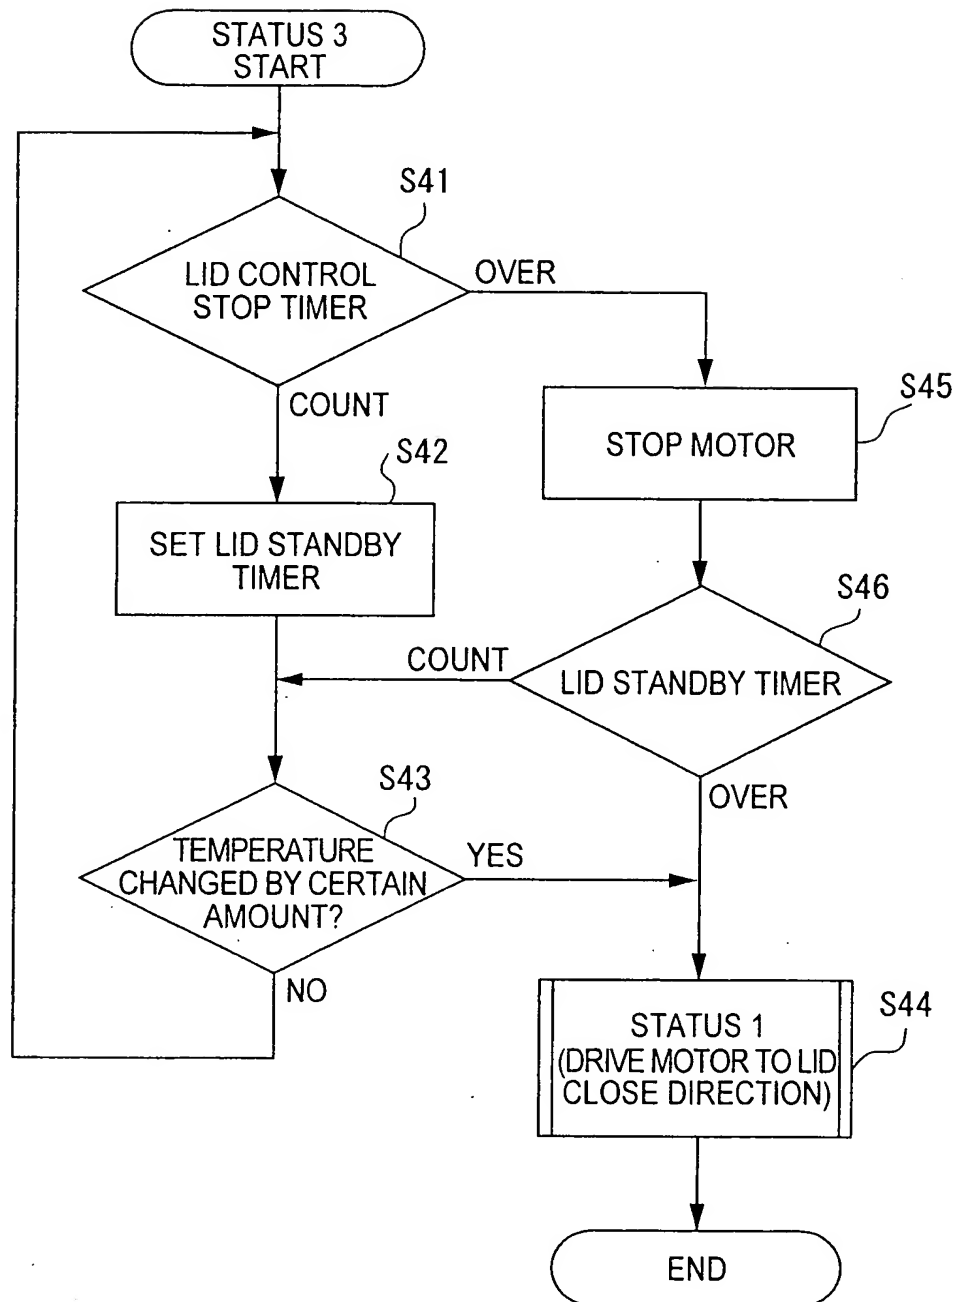 STATUS 3
START
S41
LID CONTROL
STOP TIMER
OVER
COUNT
S45
STOP MOTOR
S42
SET LID STANDBY
TIMER
S46
LID STANDBY TIMER
COUNT
OVER
S43
TEMPERATURE
CHANGED BY CERTAIN
AMOUNT?
YES
NO
S44
STATUS 1
(DRIVE MOTOR TO LID
CLOSE DIRECTION)
END